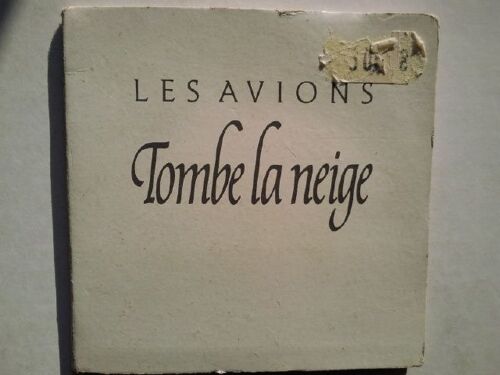 LES AVIONS
Tombe la neige